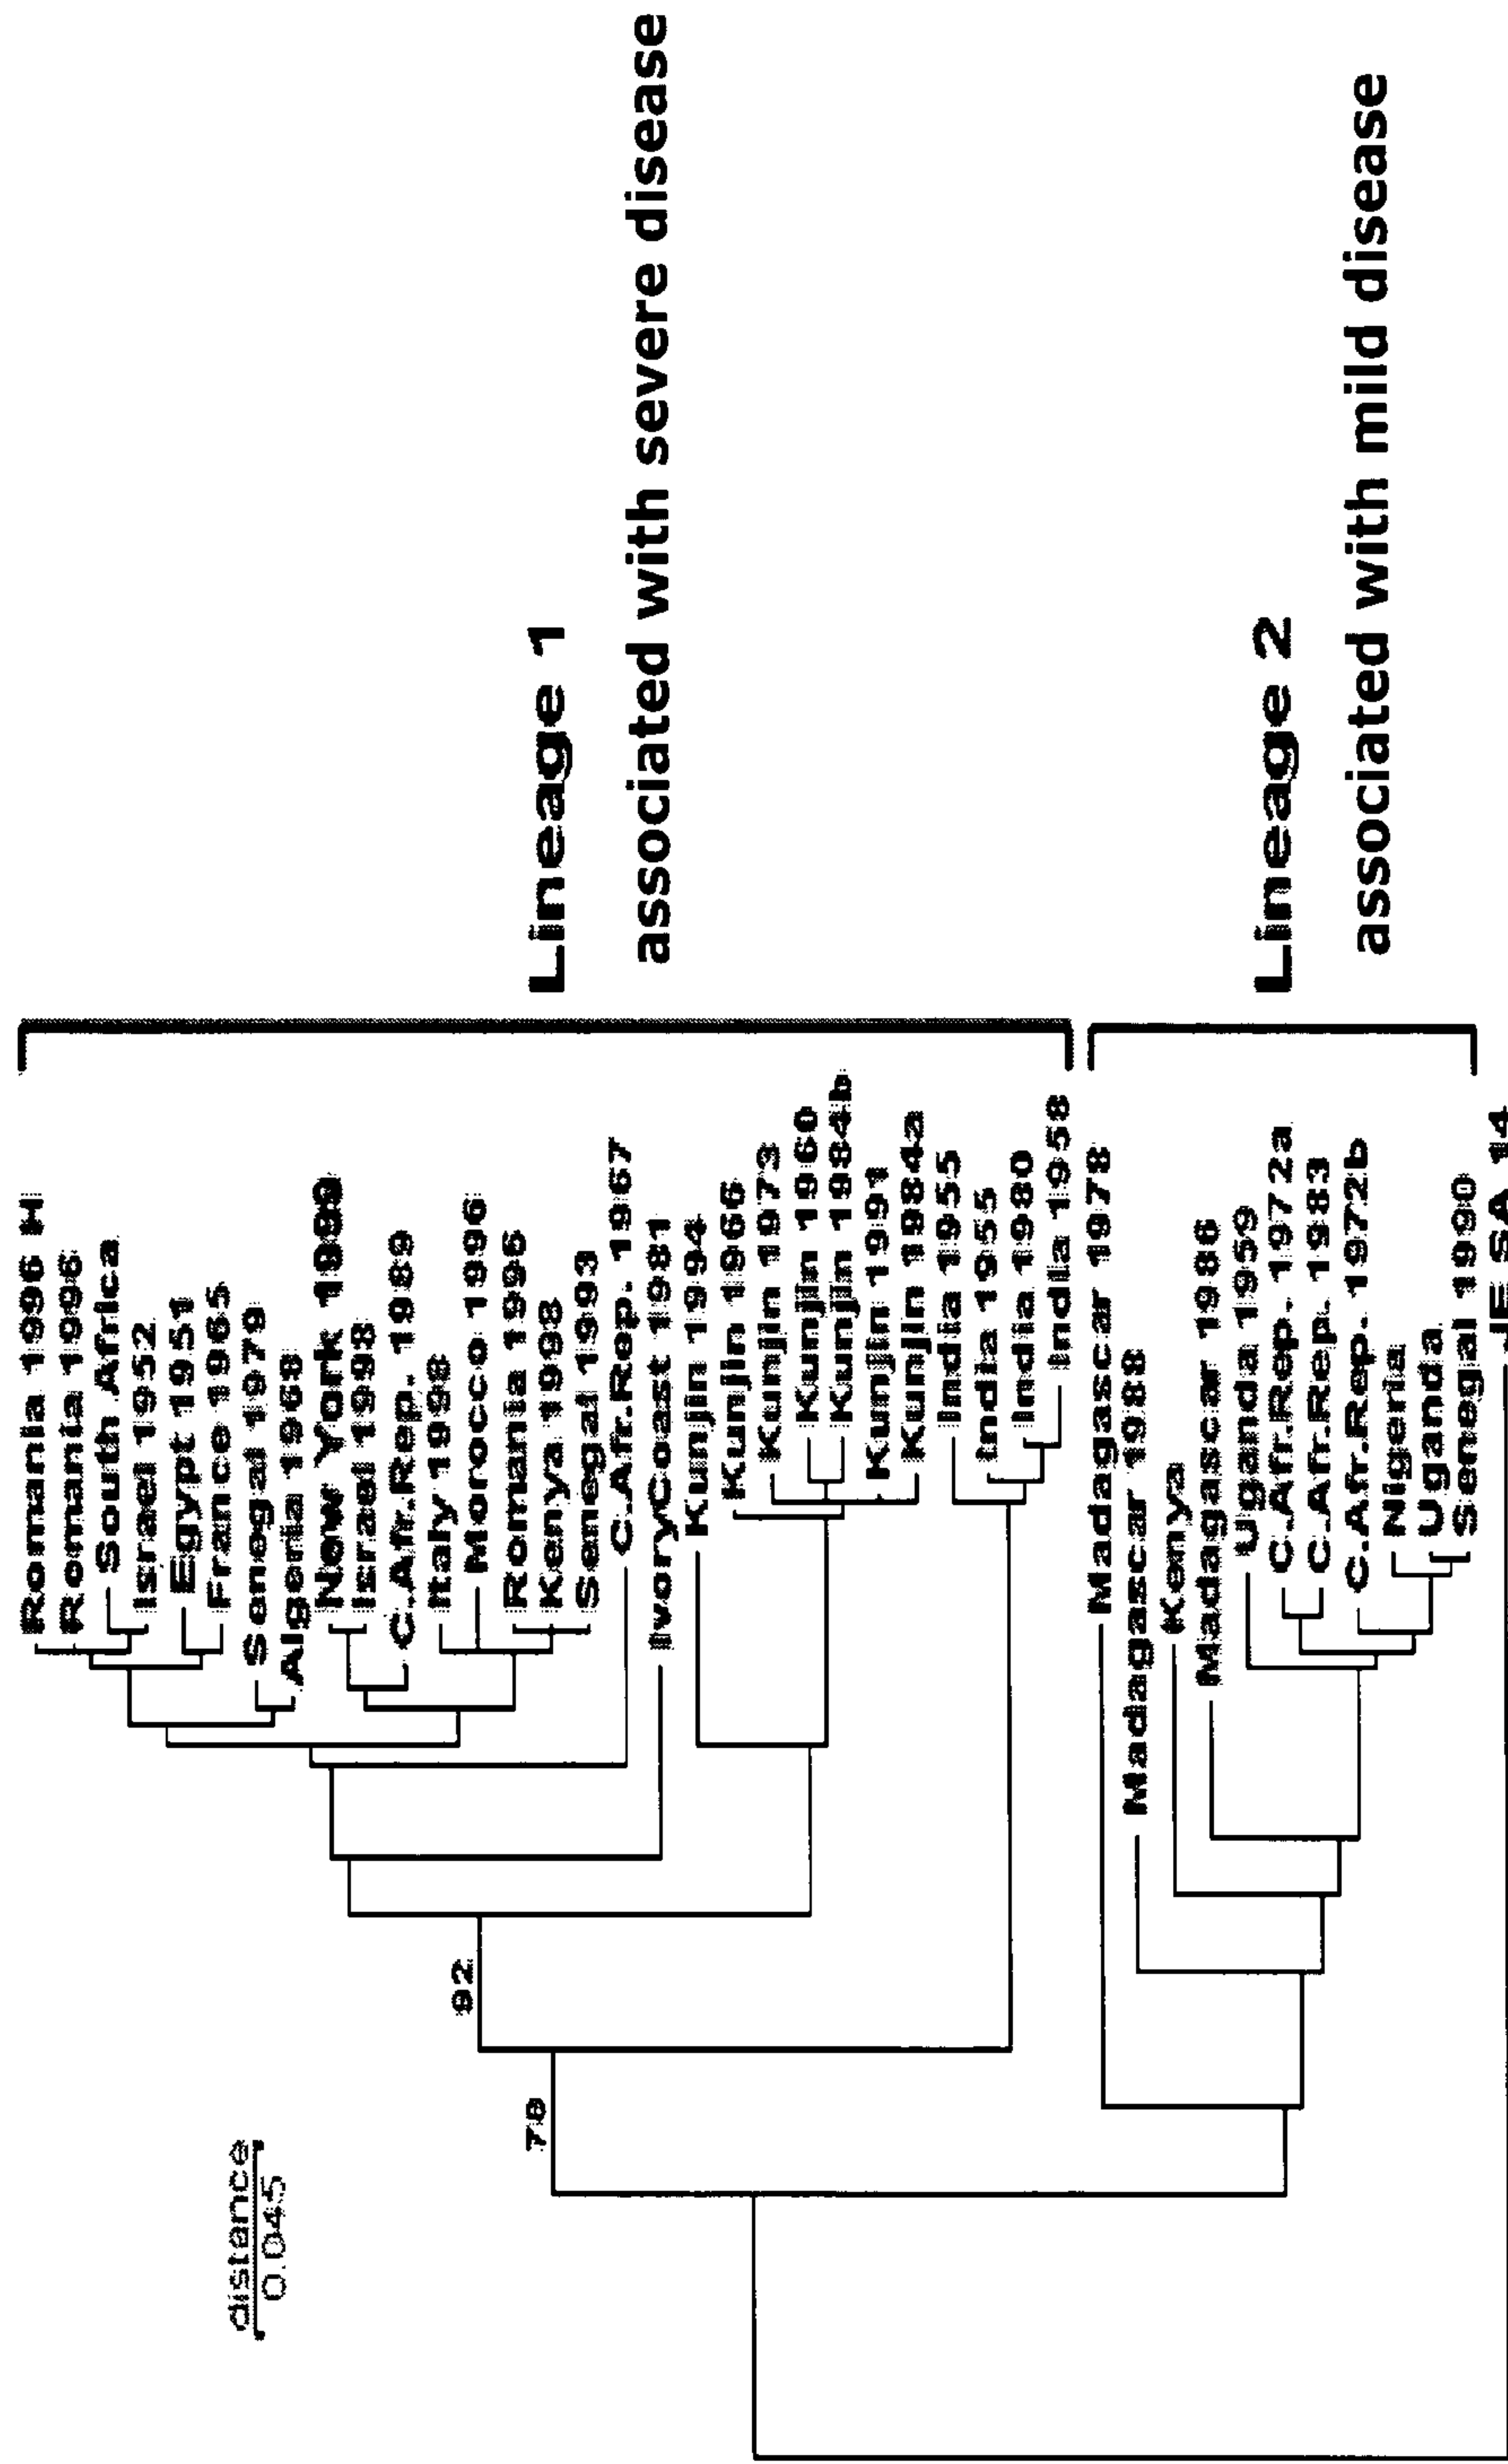 Romania 1996 H
Romania 1996
South Africa
Israel 1952
Egypt 1951
France 1965
Senegal 1979
Algeria 1968
New York 1999
Israel 1998
C.Afr.Rep. 1989
Italy 1998
Morocco 1996
Romania 1996
Kenya 1998
Senegal 1993
C.Afr.Rep. 1967
IvoryCoast 1981
Kunjin 1994
Kunjin 1966
Kunjin 1973
Kunjin 1960
Kunjin 1984b
Kunjin 1991
Kunjin 1984a
India 1955
India 1955
India 1980
India 1958
Lineage 1
associated with severe disease
Madagascar 1978
Madagascar 1988
Kenya
Madagascar 1986
Uganda 1959
C.Afr.Rep. 1972a
C.Afr.Rep. 1983
C.Afr.Rep. 1972b
Nigeria
Uganda
Senegal 1990
Lineage 2
associated with mild disease
JE SA 14
92
distance
0.045